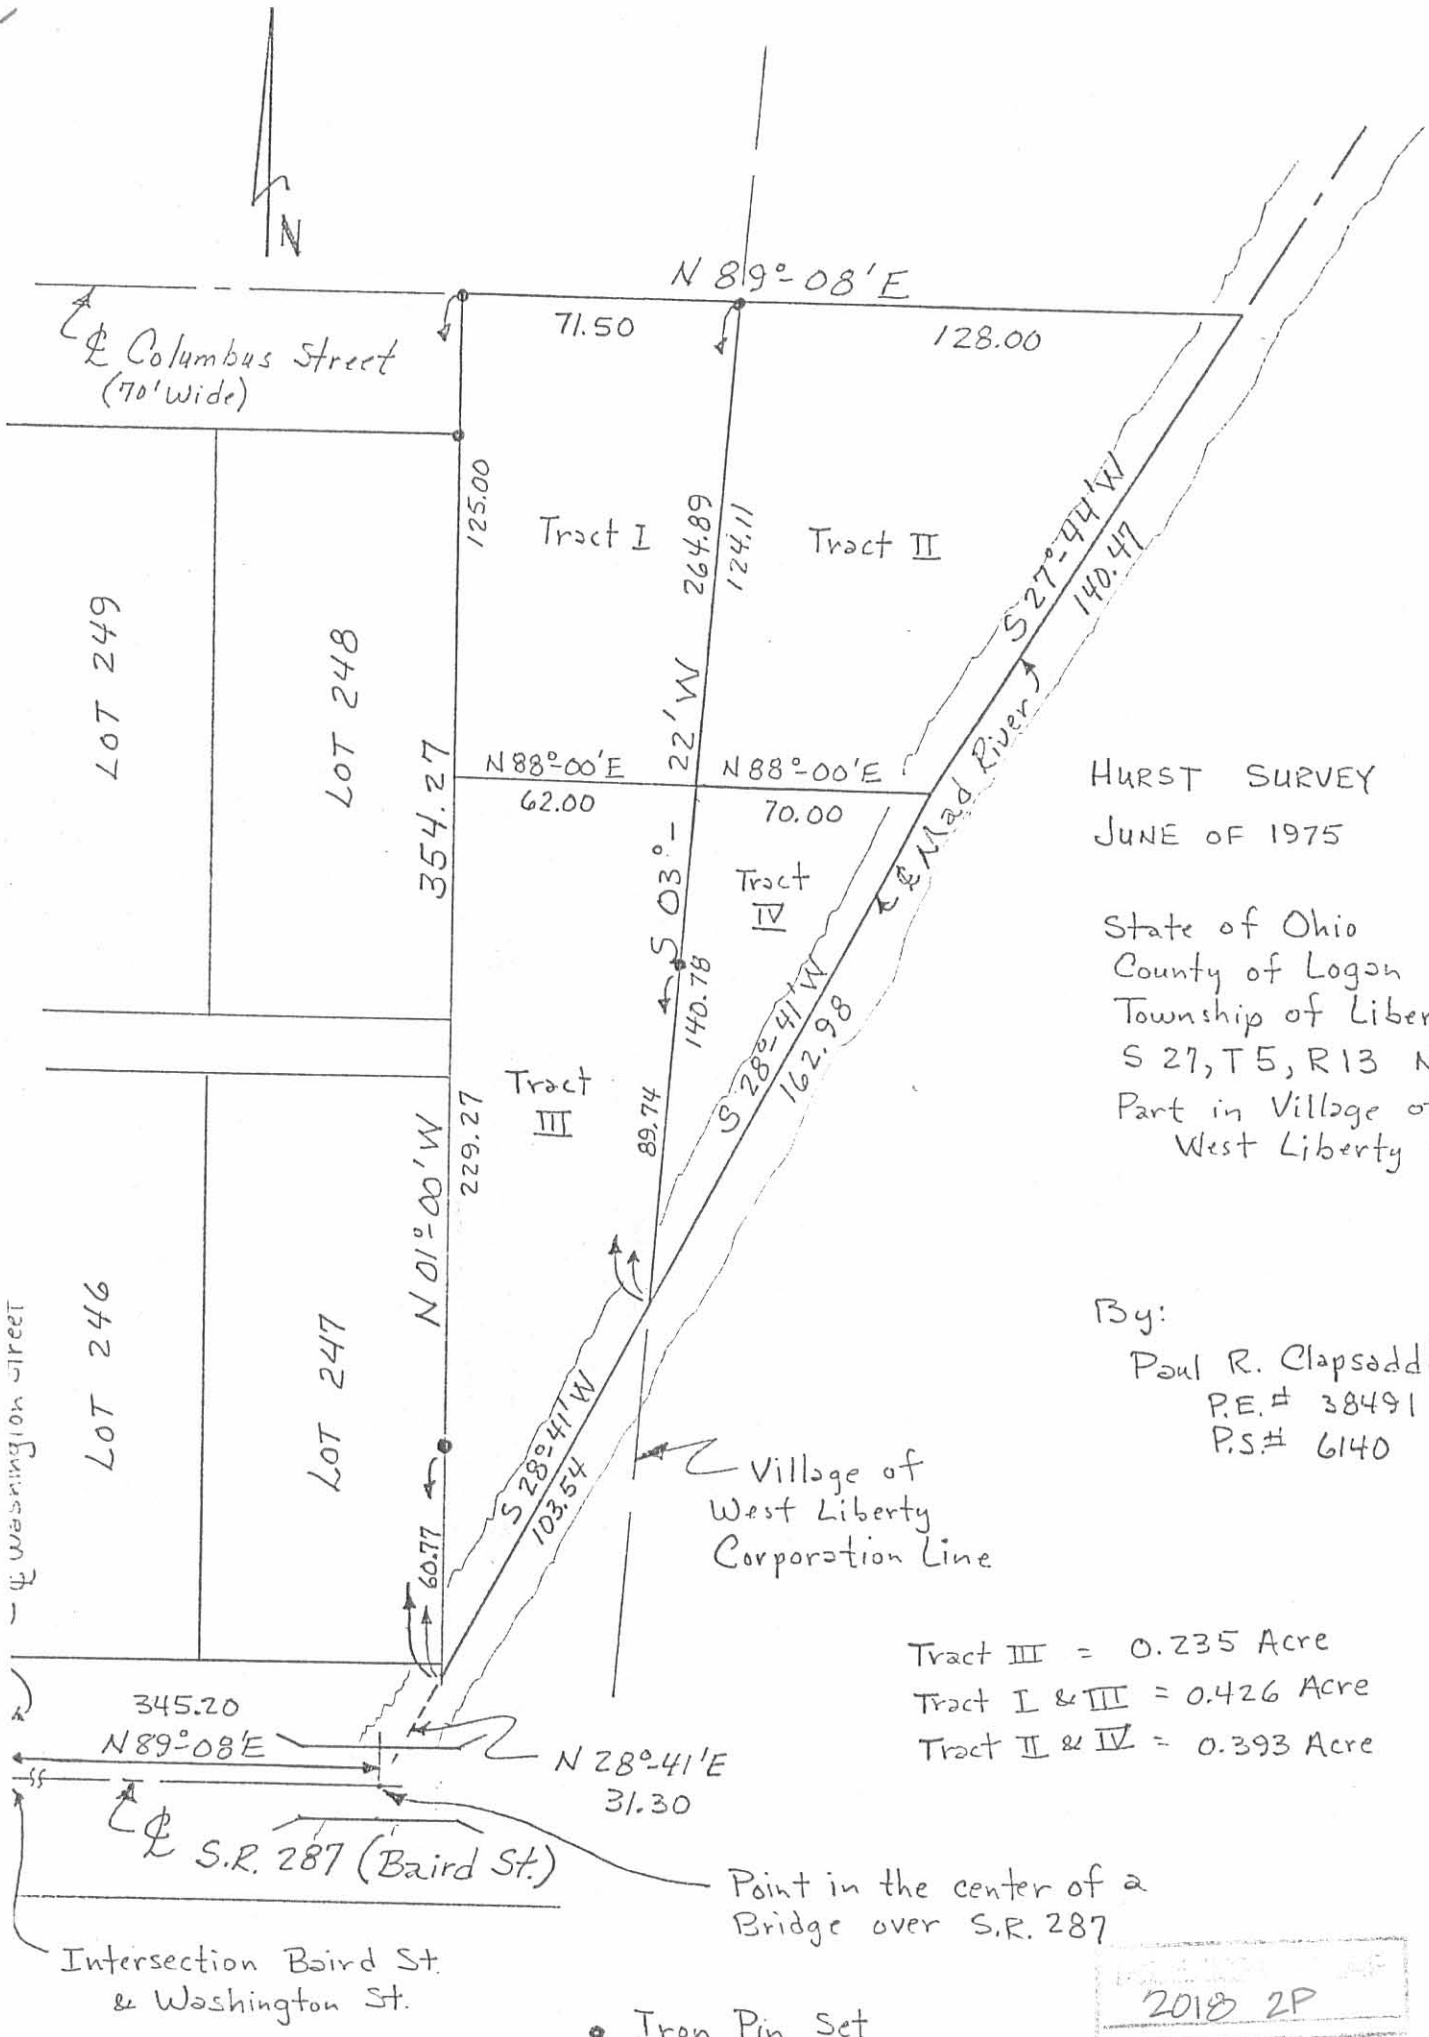 N
N 89°-08'E
71.50
128.00
℄ Columbus Street
(70' Wide)
125.00
Tract I
264.89
124.11
Tract II
S 27°-44'W
140.47
LOT 249
LOT 248
354.27
N 88°-00'E
62.00
S 03°-22'W
N 88°-00'E
70.00
℄ Mad River
Tract
IV
140.78
89.74
S 28°-41'W
162.98
Tract
III
229.27
N 01°-00'W
LOT 246
LOT 247
℄ Washington Street
60.77
S 28°-41'W
103.54
HURST SURVEY
JUNE OF 1975
State of Ohio
County of Logan
Township of Liber
S 27, T 5, R 13
Part in Village
West Liberty
By:
Paul R. Clapsadd
P.E.# 38491
P.S.# 6140
Village of
West Liberty
Corporation Line
Tract III = 0.235 Acre
Tract I & III = 0.426 Acre
Tract II & IV = 0.393 Acre
345.20
N 89°-08'E
N 28°-41'E
31.30
℄ S.R. 287 (Baird St.)
Point in the center of a
Bridge over S.R. 287
Intersection Baird St.
& Washington St.
Iron Pin Set
2018 2P